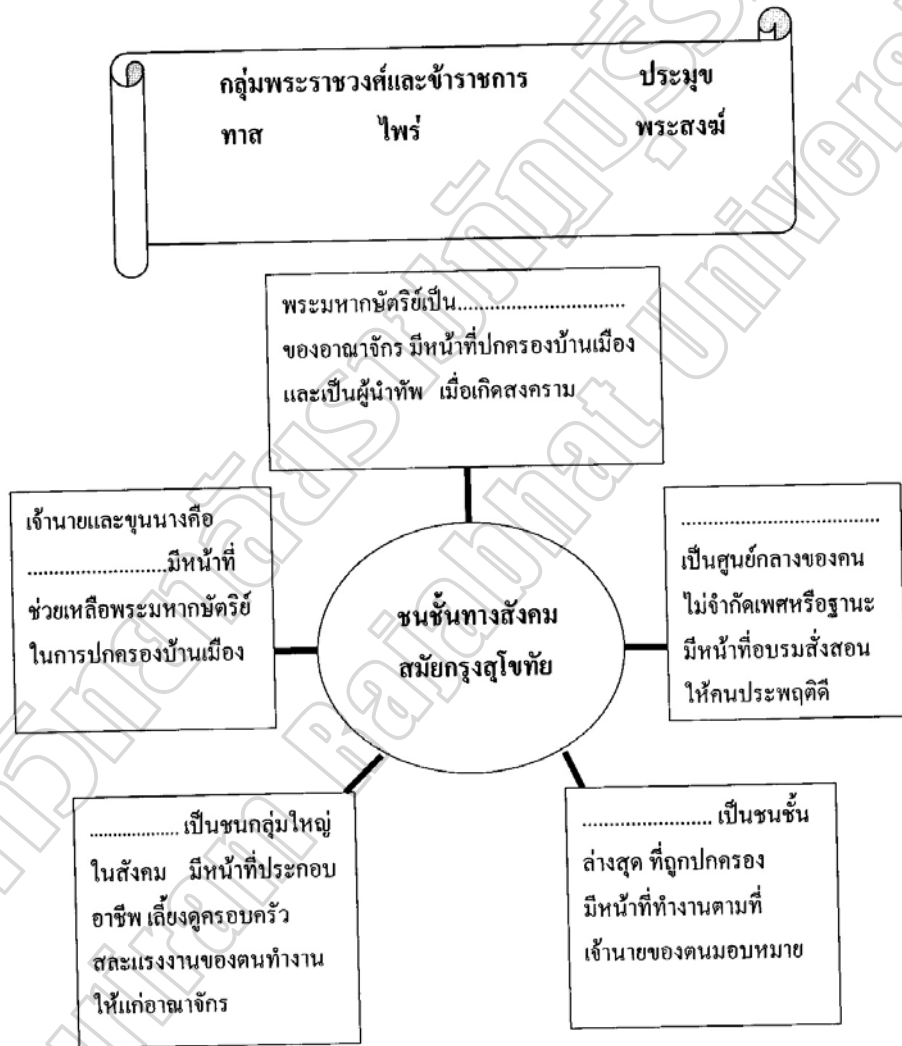 กลุ่มพระราชวงศ์และข้าราชการ ประมุข
ทาส ไพร่ พระสงฆ์
พระมหากษัตริย์เป็น................................
ของอาณาจักร มีหน้าที่ปกครองบ้านเมือง
และเป็นผู้นำทัพ เมื่อเกิดสงคราม
เจ้านายและขุนนางคือ
..........................มีหน้าที่
ช่วยเหลือพระมหากษัตริย์
ในการปกครองบ้านเมือง
...................................
เป็นศูนย์กลางของคน
ไม่จำกัดเพศหรือฐานะ
มีหน้าที่อบรมสั่งสอน
ให้คนประพฤติดี
ชนชั้นทางสังคม
สมัยกรุงสุโขทัย
.................. เป็นชนกลุ่มใหญ่
ในสังคม มีหน้าที่ประกอบ
อาชีพ เลี้ยงดูครอบครัว
สละแรงงานของตนทำงาน
ให้แก่อาณาจักร
........................ เป็นชนชั้น
ล่างสุด ที่ถูกปกครอง
มีหน้าที่ทำงานตามที่
เจ้านายของตนมอบหมาย
Rajabhat